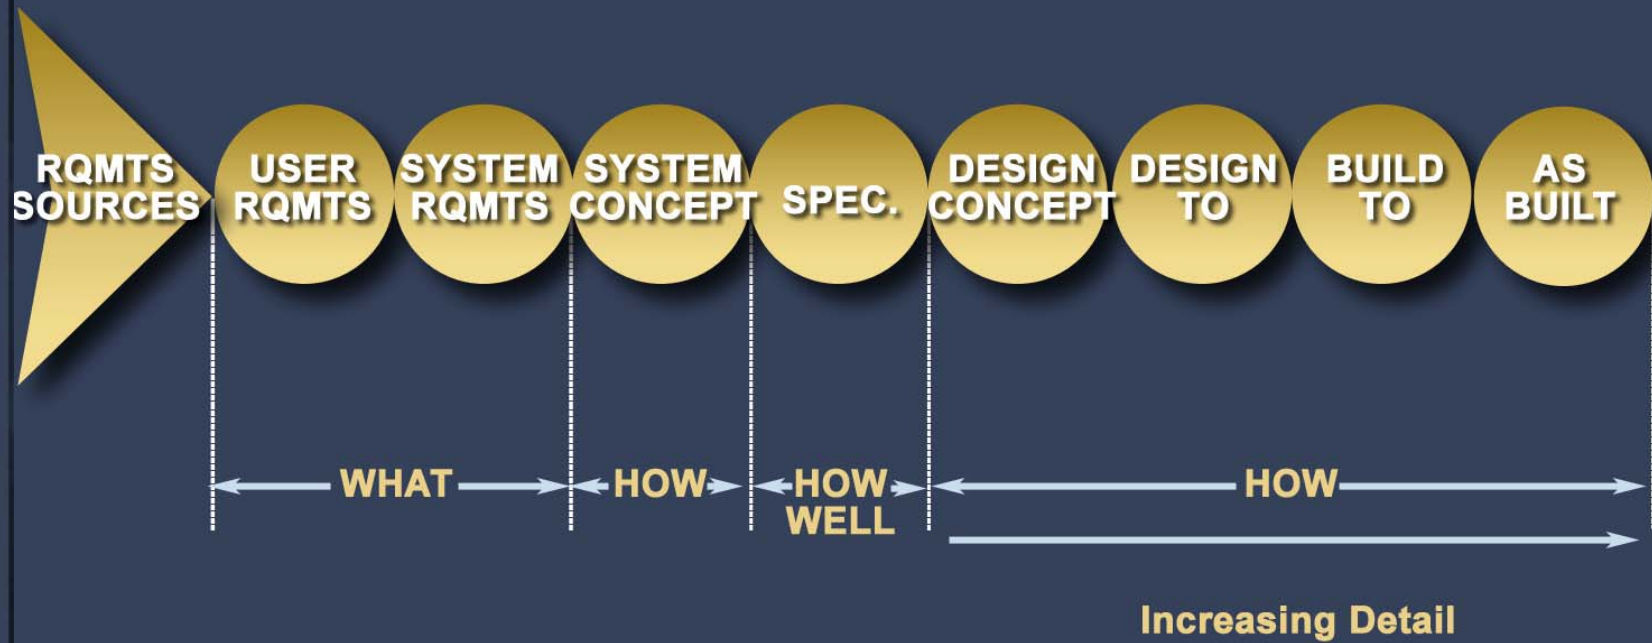 RQMTS
SOURCES
USER
RQMTS
SYSTEM
RQMTS
SYSTEM
CONCEPT
SPEC.
DESIGN
CONCEPT
DESIGN
TO
BUILD
TO
AS
BUILT
WHAT
HOW
HOW
WELL
HOW
Increasing Detail